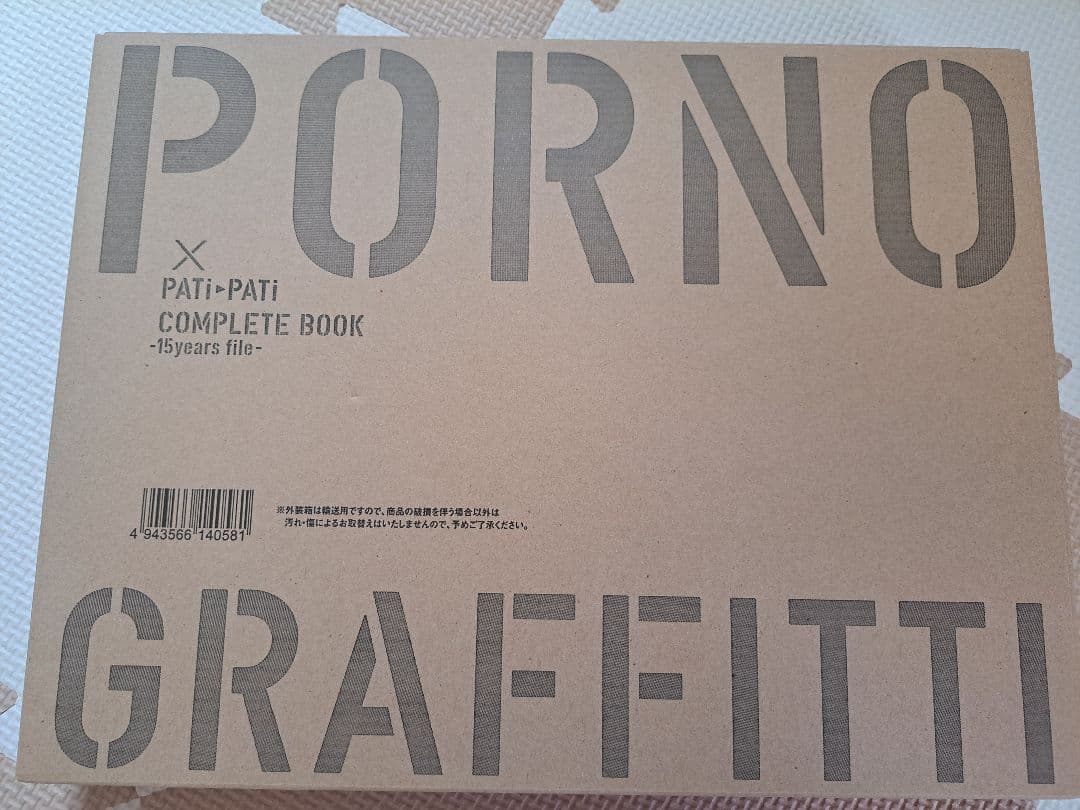 PORNO
×
PATi▶PATi
COMPLETE BOOK
-15years file-
※外装箱は輸送用ですので、商品の破損を伴う場合以外は
汚れ・傷によるお取替えはいたしませんので、予めご了承ください。
4 943566 140581
GRAFFITTI